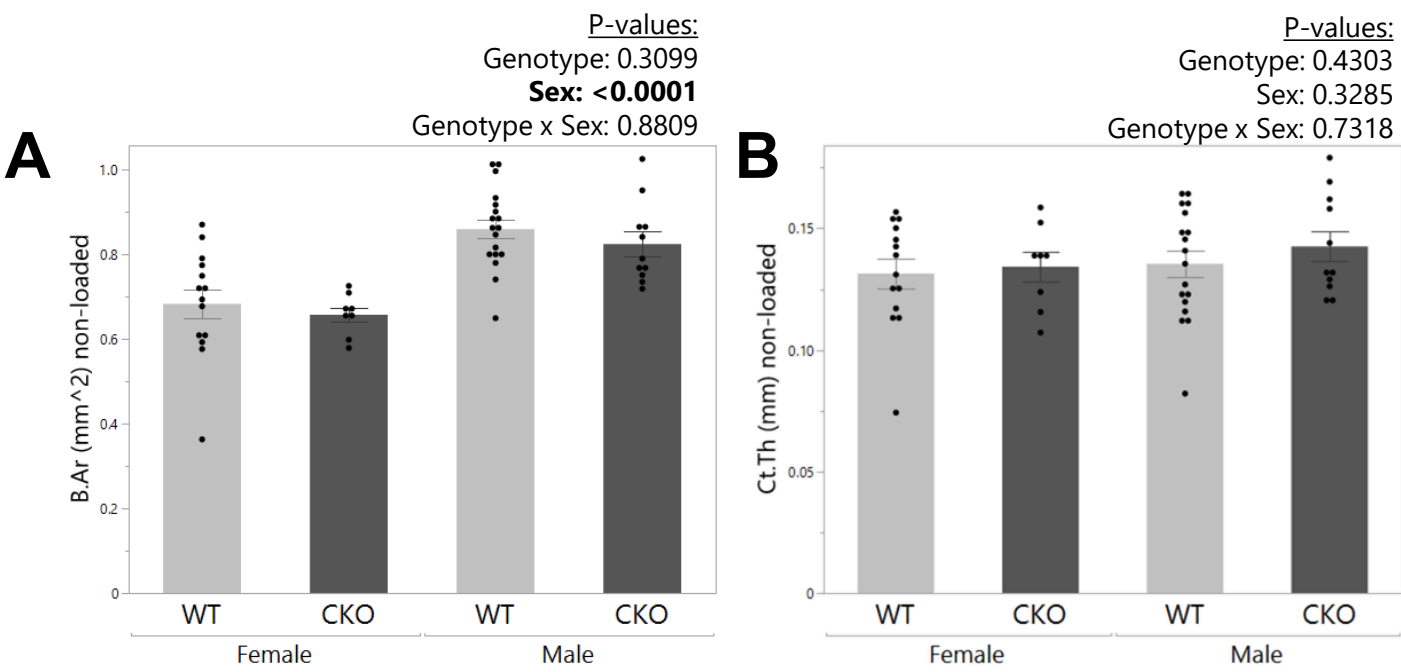 P-values:
Genotype: 0.3099
Sex: <0.0001
Genotype x Sex: 0.8809
A
B.Ar (mm^2) non-loaded
1.0
0.8
0.6
0.4
0.2
0
WT CKO WT CKO
Female Male
P-values:
Genotype: 0.4303
Sex: 0.3285
Genotype x Sex: 0.7318
B
Ct.Th (mm) non-loaded
0.15
0.10
0.05
0
WT CKO WT CKO
Female Male